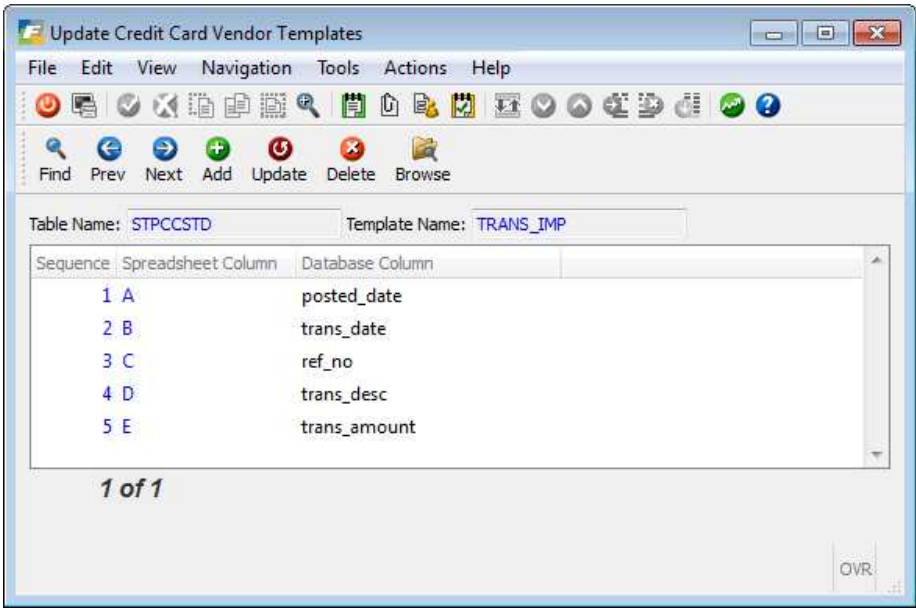 Update Credit Card Vendor Templates
File Edit View Navigation Tools Actions Help
Find Prev Next Add Update Delete Browse
Table Name: STPCCSTD Template Name: TRANS_IMP
Sequence Spreadsheet Column Database Column
1 A posted_date
2 B trans_date
3 C ref_no
4 D trans_desc
5 E trans_amount
1 of 1
OVR